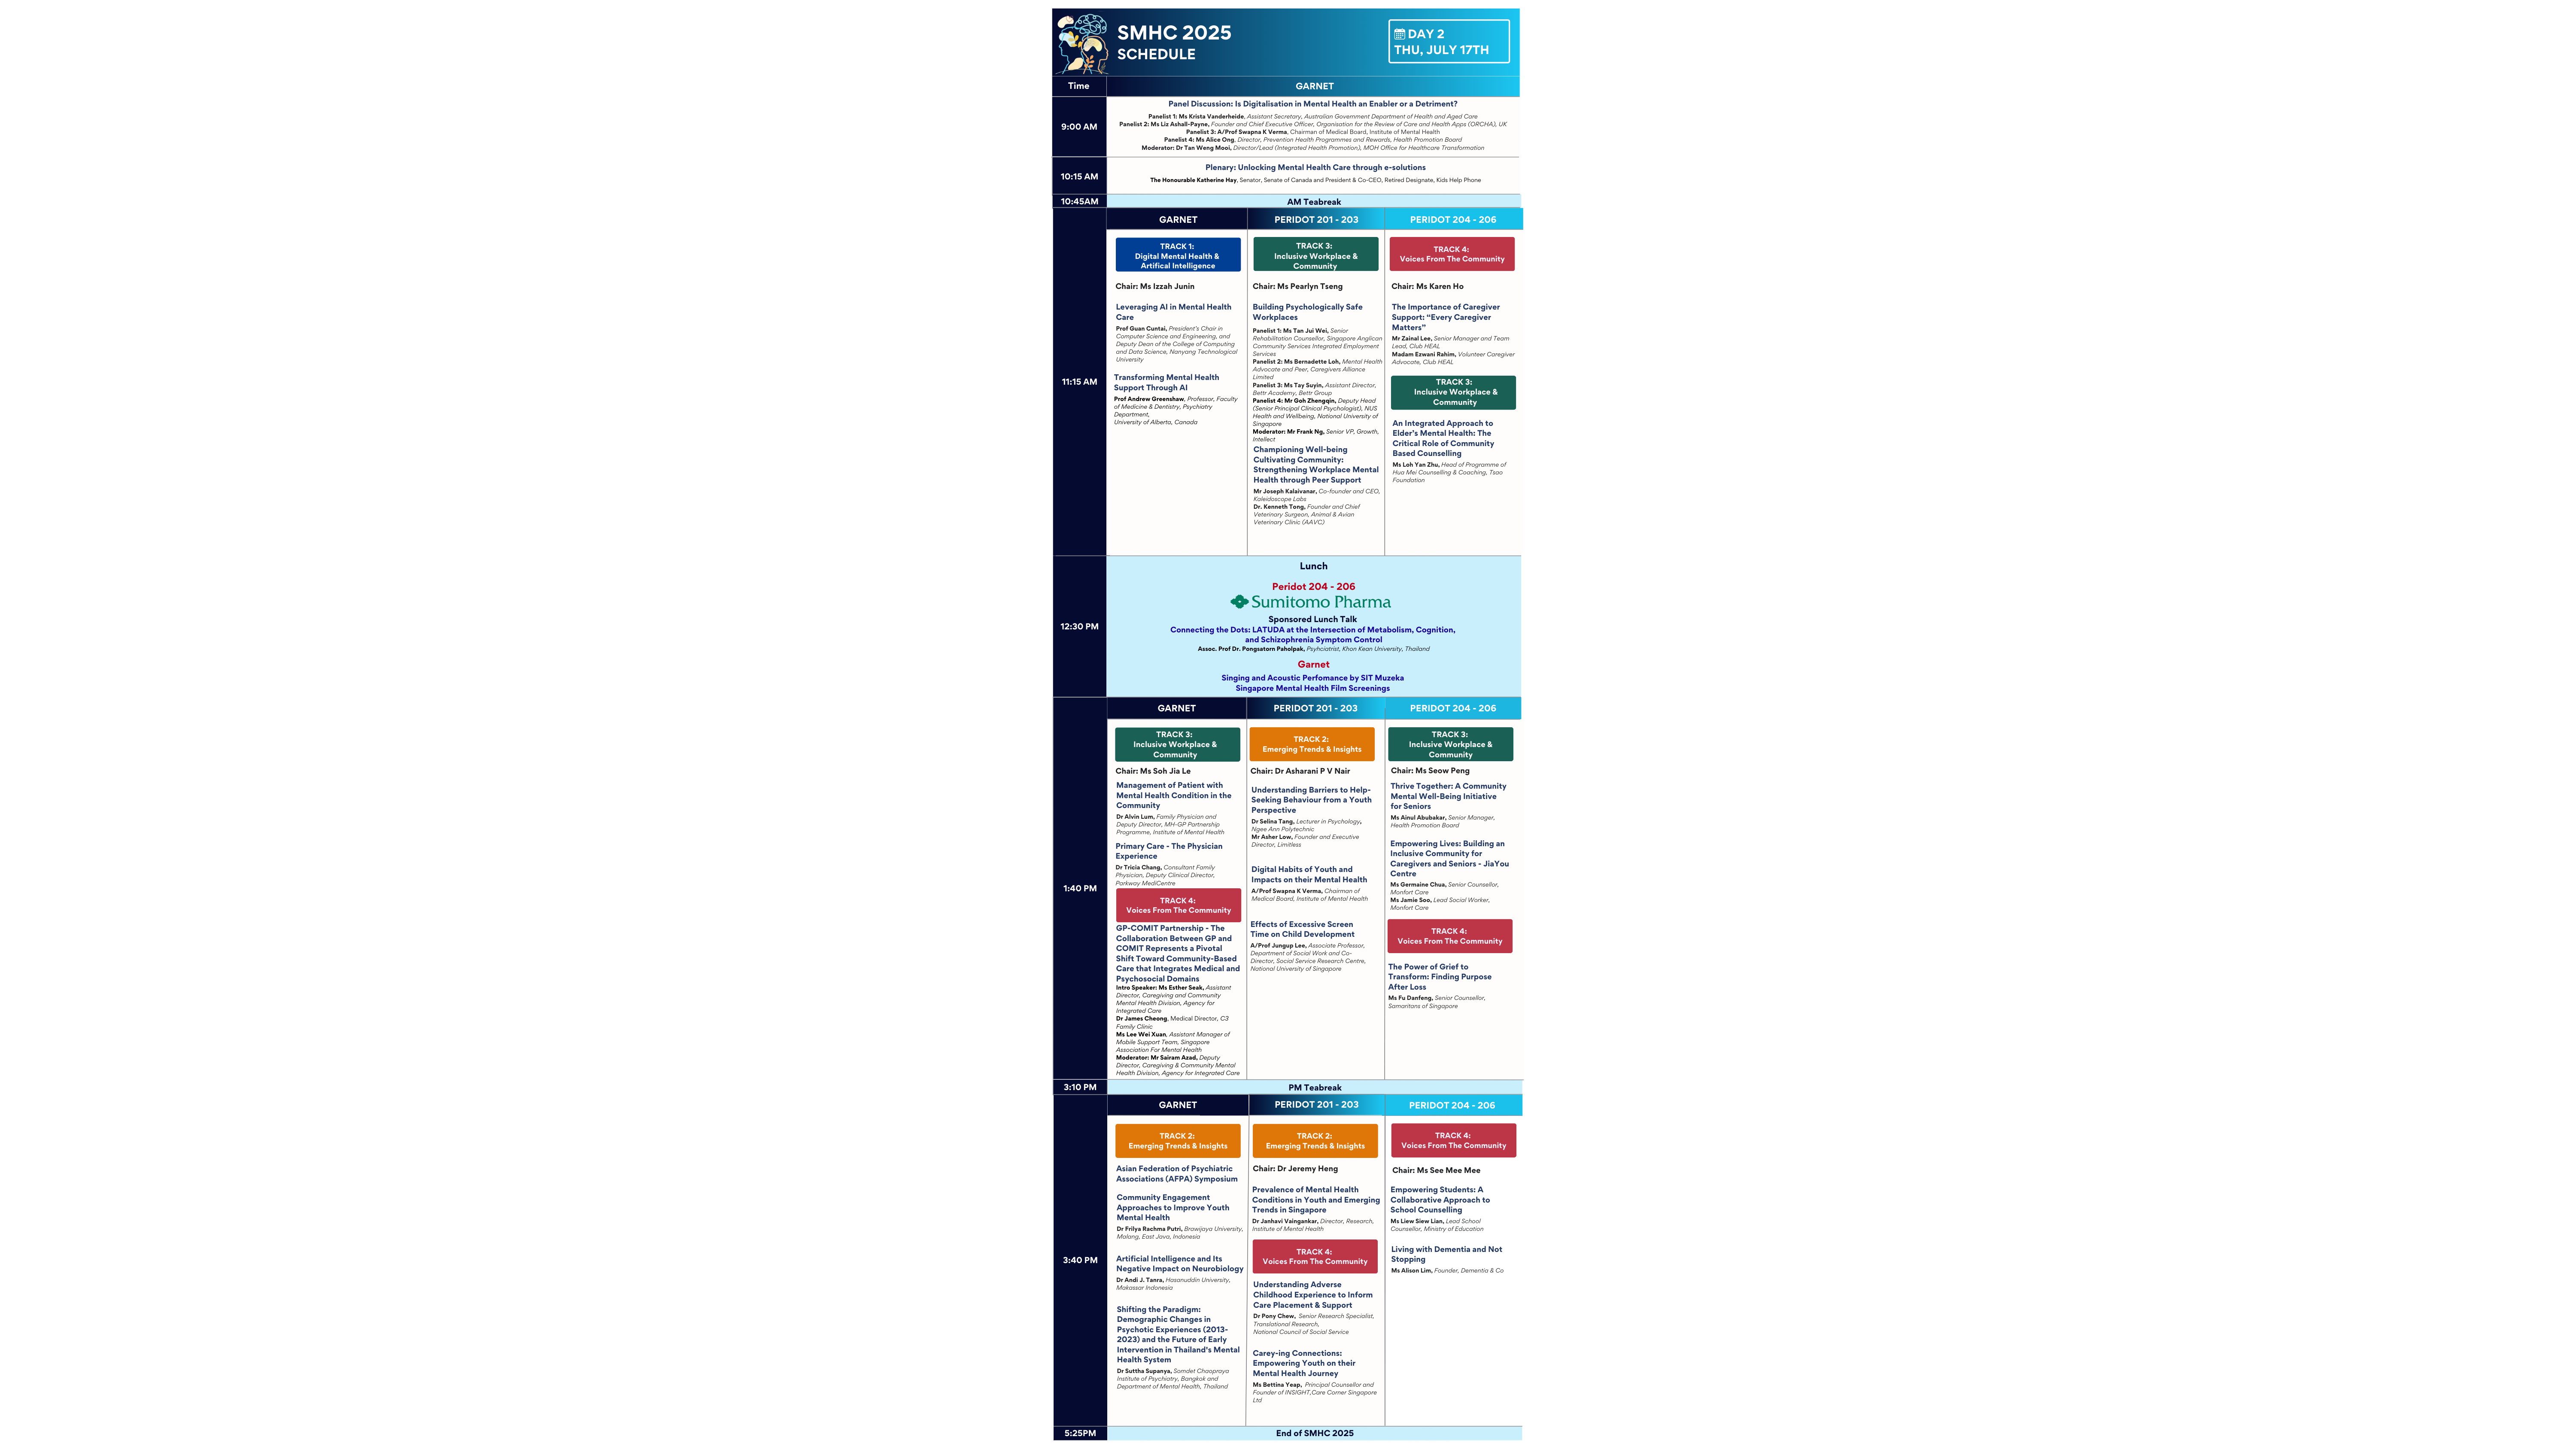 SMHC 2025
SCHEDULE
DAY 2
THU, JULY 17TH
Time
GARNET
9:00 AM
Panel Discussion: Is Digitalisation in Mental Health an Enabler or a Detriment?
Panelist 1: Ms Krista Vanderheide, Assistant Secretary, Australian Government Department of Health and Aged Care
Panelist 2: Ms Liz Ashall-Payne, Founder and Chief Executive Officer, Organisation for the Review of Care and Health Apps (ORCHA), UK
Panelist 3: A/Prof Swapna K Verma, Chairman of Medical Board, Institute of Mental Health
Panelist 4: Ms Alice Ong, Director, Prevention Health Programmes and Rewards, Health Promotion Board
Moderator: Dr Tan Weng Mooi, Director/Lead (Integrated Health Promotion), MOH Office for Healthcare Transformation
10:15 AM
Plenary: Unlocking Mental Health Care through e-solutions
The Honourable Katherine Hay, Senator, Senate of Canada and President & Co-CEO, Retired Designate, Kids Help Phone
10:45AM
AM Teabreak
11:15 AM
GARNET
TRACK 1:
Digital Mental Health &
Artifical Intelligence
Chair: Ms Izzah Junin
Leveraging AI in Mental Health
Care
Prof Guan Cuntai, President's Chair in
Computer Science and Engineering, and
Deputy Dean of the College of Computing
and Data Science, Nanyang Technological
University
Transforming Mental Health
Support Through AI
Prof Andrew Greenshaw, Professor, Faculty
of Medicine & Dentistry, Psychiatry
Department,
University of Alberta, Canada
PERIDOT 201 - 203
TRACK 3:
Inclusive Workplace &
Community
Chair: Ms Pearlyn Tseng
Building Psychologically Safe
Workplaces
Panelist 1: Ms Tan Jui Wei, Senior
Rehabilitation Counsellor, Singapore Anglican
Community Services Integrated Employment
Services
Panelist 2: Ms Bernadette Loh, Mental Health
Advocate and Peer, Caregivers Alliance
Limited
Panelist 3: Ms Tay Suyin, Assistant Director,
Bettr Academy, Bettr Group
Panelist 4: Mr Goh Zhengqin, Deputy Head
(Senior Principal Clinical Psychologist), NUS
Health and Wellbeing, National University of
Singapore
Moderator: Mr Frank Ng, Senior VP, Growth,
Intellect
Championing Well-being
Cultivating Community:
Strengthening Workplace Mental
Health through Peer Support
Mr Joseph Kalaivanar, Co-founder and CEO,
Koleidoscope Labs
Dr. Kenneth Tong, Founder and Chief
Veterinary Surgeon, Animal & Avian
Veterinary Clinic (AAVC)
PERIDOT 204 - 206
TRACK 4:
Voices From The Community
Chair: Ms Karen Ho
The Importance of Caregiver
Support: “Every Caregiver
Matters”
Mr Zainal Lee, Senior Manager and Team
Lead, Club HEAL
Madam Ezwani Rahim, Volunteer Caregiver
Advocate, Club HEAL
TRACK 3:
Inclusive Workplace &
Community
An Integrated Approach to
Elder's Mental Health: The
Critical Role of Community
Based Counselling
Ms Loh Yan Zhu, Head of Programme of
Hua Mei Counselling & Coaching, Tsao
Foundation
12:30 PM
Lunch
Peridot 204 - 206
Sumitomo Pharma
Sponsored Lunch Talk
Connecting the Dots: LATUDA at the Intersection of Metabolism, Cognition,
and Schizophrenia Symptom Control
Assoc. Prof Dr. Pongsatorn Paholpak, Psyhciatrist, Khon Kean University, Thailand
Garnet
Singing and Acoustic Perfomance by SIT Muzeka
Singapore Mental Health Film Screenings
1:40 PM
GARNET
TRACK 3:
Inclusive Workplace &
Community
Chair: Ms Soh Jia Le
Management of Patient with
Mental Health Condition in the
Community
Dr Alvin Lum, Family Physician and
Deputy Director, MH-GP Partnership
Programme, Institute of Mental Health
Primary Care - The Physician
Experience
Dr Tricia Chang, Consultant Family
Physician, Deputy Clinical Director,
Parkway MediCentre
TRACK 4:
Voices From The Community
GP-COMIT Partnership - The
Collaboration Between GP and
COMIT Represents a Pivotal
Shift Toward Community-Based
Care that Integrates Medical and
Psychosocial Domains
Intro Speaker: Ms Esther Seak, Assistant
Director, Caregiving and Community
Mental Health Division, Agency for
Integrated Care
Dr James Cheong, Medical Director, C3
Family Clinic
Ms Lee Wei Xuan, Assistant Manager of
Mobile Support Team, Singapore
Association For Mental Health
Moderator: Mr Sairam Azad, Deputy
Director, Caregiving & Community Mental
Health Division, Agency for Integrated Care
PERIDOT 201 - 203
TRACK 2:
Emerging Trends & Insights
Chair: Dr Asharani P V Nair
Understanding Barriers to Help-
Seeking Behaviour from a Youth
Perspective
Dr Selina Tang, Lecturer in Psychology,
Ngee Ann Polytechnic
Mr Asher Low, Founder and Executive
Director, Limitless
Digital Habits of Youth and
Impacts on their Mental Health
A/Prof Swapna K Verma, Chairman of
Medical Board, Institute of Mental Health
Effects of Excessive Screen
Time on Child Development
A/Prof Jungup Lee, Associate Professor,
Department of Social Work and Co-
Director, Social Service Research Centre,
National University of Singapore
PERIDOT 204 - 206
TRACK 3:
Inclusive Workplace &
Community
Chair: Ms Seow Peng
Thrive Together: A Community
Mental Well-Being Initiative
for Seniors
Ms Ainul Abubakar, Senior Manager,
Health Promotion Board
Empowering Lives: Building an
Inclusive Community for
Caregivers and Seniors - JiaYou
Centre
Ms Germaine Chua, Senior Counsellor,
Monfort Care
Ms Jamie Soo, Lead Social Worker,
Monfort Care
TRACK 4:
Voices From The Community
The Power of Grief to
Transform: Finding Purpose
After Loss
Ms Fu Danfeng, Senior Counsellor,
Samaritans of Singapore
3:10 PM
PM Teabreak
3:40 PM
GARNET
TRACK 2:
Emerging Trends & Insights
Asian Federation of Psychiatric
Associations (AFPA) Symposium
Community Engagement
Approaches to Improve Youth
Mental Health
Dr Frilya Rachma Putri, Brawijaya University,
Malang, East Java, Indonesia
Artificial Intelligence and Its
Negative Impact on Neurobiology
Dr Andi J. Tanra, Hasanuddin University,
Makassar Indonesia
Shifting the Paradigm:
Demographic Changes in
Psychotic Experiences (2013-
2023) and the Future of Early
Intervention in Thailand's Mental
Health System
Dr Suttha Supanya, Somdet Chaopraya
Institute of Psychiatry, Bangkok and
Department of Mental Health, Thailand
PERIDOT 201 - 203
TRACK 2:
Emerging Trends & Insights
Chair: Dr Jeremy Heng
Prevalence of Mental Health
Conditions in Youth and Emerging
Trends in Singapore
Dr Janhavi Vaingankar, Director, Research,
Institute of Mental Health
TRACK 4:
Voices From The Community
Understanding Adverse
Childhood Experience to Inform
Care Placement & Support
Dr Pony Chew, Senior Research Specialist,
Translational Research,
National Council of Social Service
Carey-ing Connections:
Empowering Youth on their
Mental Health Journey
Ms Bettina Yeap, Principal Counsellor and
Founder of INSIGHT,Care Corner Singapore
Ltd
PERIDOT 204 - 206
TRACK 4:
Voices From The Community
Chair: Ms See Mee Mee
Empowering Students: A
Collaborative Approach to
School Counselling
Ms Liew Siew Lian, Lead School
Counsellor, Ministry of Education
Living with Dementia and Not
Stopping
Ms Alison Lim, Founder, Dementia & Co
5:25PM
End of SMHC 2025